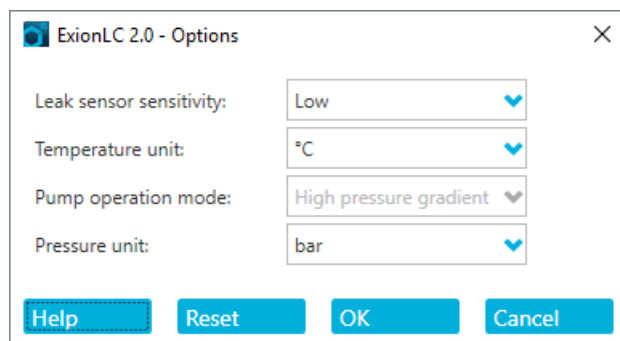 ExionLC 2.0 - Options
Leak sensor sensitivity: Low
Temperature unit: °C
Pump operation mode: High pressure gradient
Pressure unit: bar
Help Reset OK Cancel